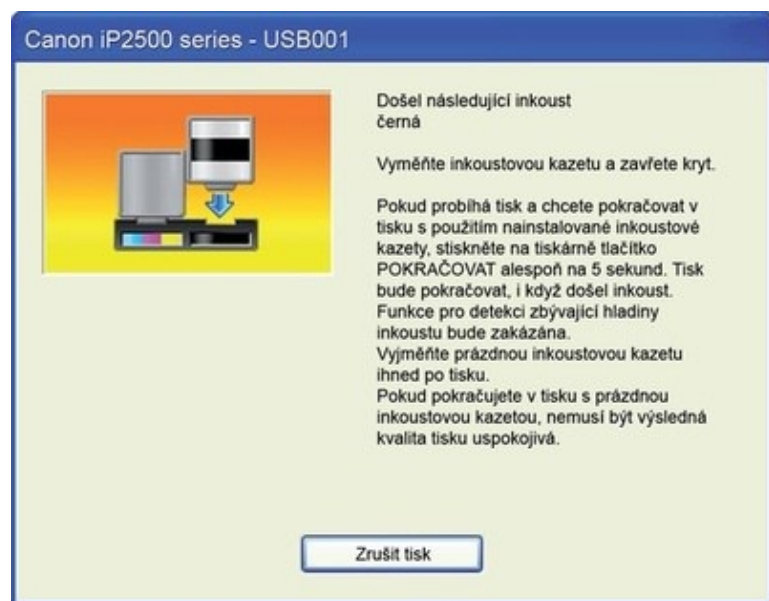 Canon iP2500 series - USB001
Došel následující inkoust
černá
Vyměňte inkoustovou kazetu a zavřete kryt.
Pokud probíhá tisk a chcete pokračovat v
tisku s použitím nainstalované inkoustové
kazety, stiskněte na tiskárně tlačítko
POKRAČOVAT alespoň na 5 sekund. Tisk
bude pokračovat, i když došel inkoust.
Funkce pro detekci zbývající hladiny
inkoustu bude zakázána.
Vyjměňte prázdnou inkoustovou kazetu
ihned po tisku.
Pokud pokračujete v tisku s prázdnou
inkoustovou kazetou, nemusí být výsledná
kvalita tisku uspokojivá.
Zrušit tisk